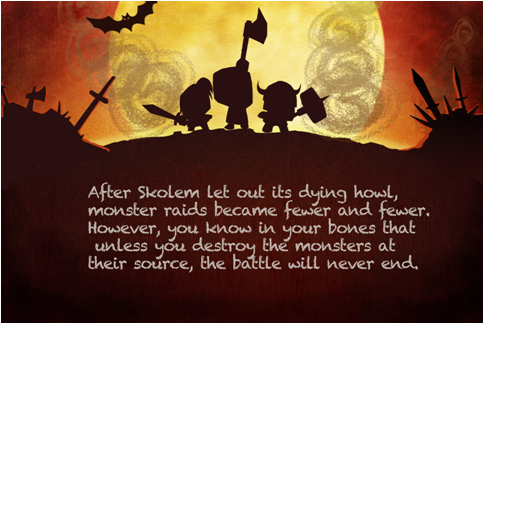 After Skolem let out its dying howl,
monster raids became fewer and fewer.
However, you know in your bones that
unless you destroy the monsters at
their source, the battle will never end.